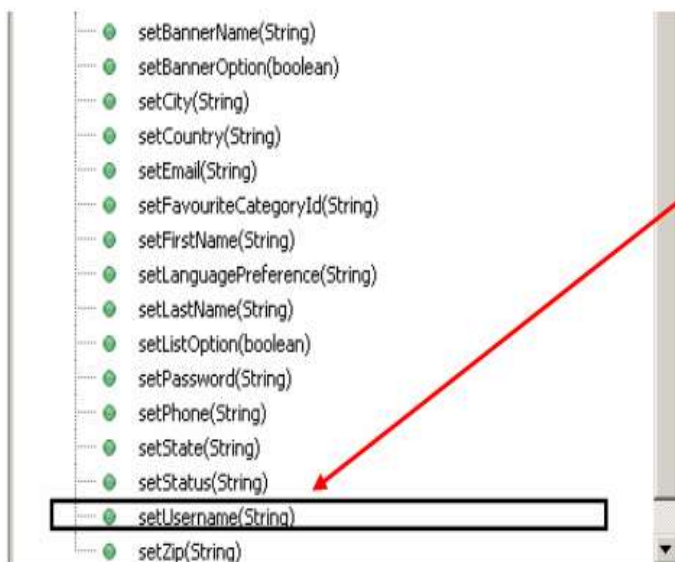 setBannerName(String)
setBannerOption(boolean)
setCity(String)
setCountry(String)
setEmail(String)
setFavouriteCategoryId(String)
setFirstName(String)
setLanguagePreference(String)
setLastName(String)
setListOption(boolean)
setPassword(String)
setPhone(String)
setState(String)
setStatus(String)
setUsername(String)
setZip(String)